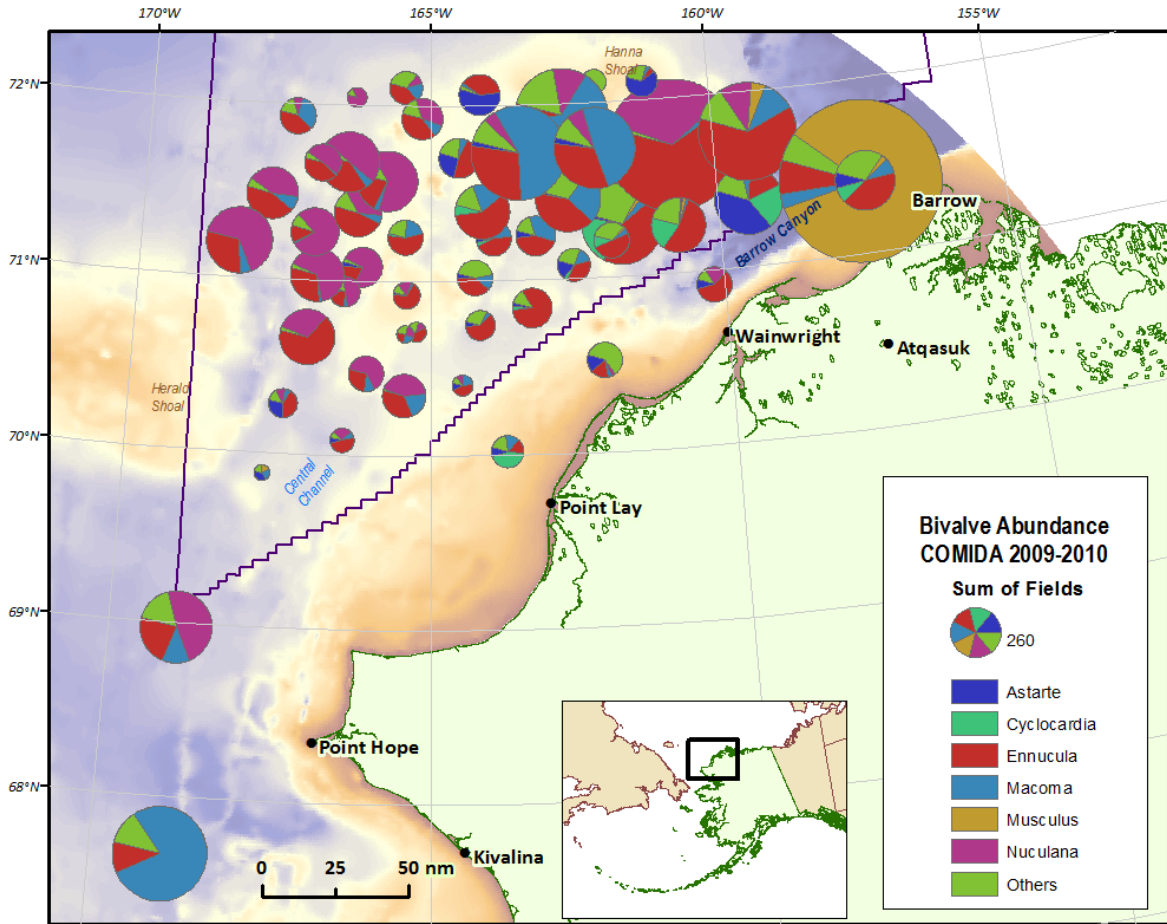 170°W
165°W
160°W
155°W
72°N
71°N
70°N
69°N
68°N
Hanna
Shoal
Barrow
Barrow Canyon
Wainwright
Atqasuk
Herald
Shoal
Central
Channel
Point Lay
Point Hope
Kivalina
0 25 50 nm
Bivalve Abundance
COMIDA 2009-2010
Sum of Fields
260
Astarte
Cyclocardia
Ennucula
Macoma
Musculus
Nuculana
Others